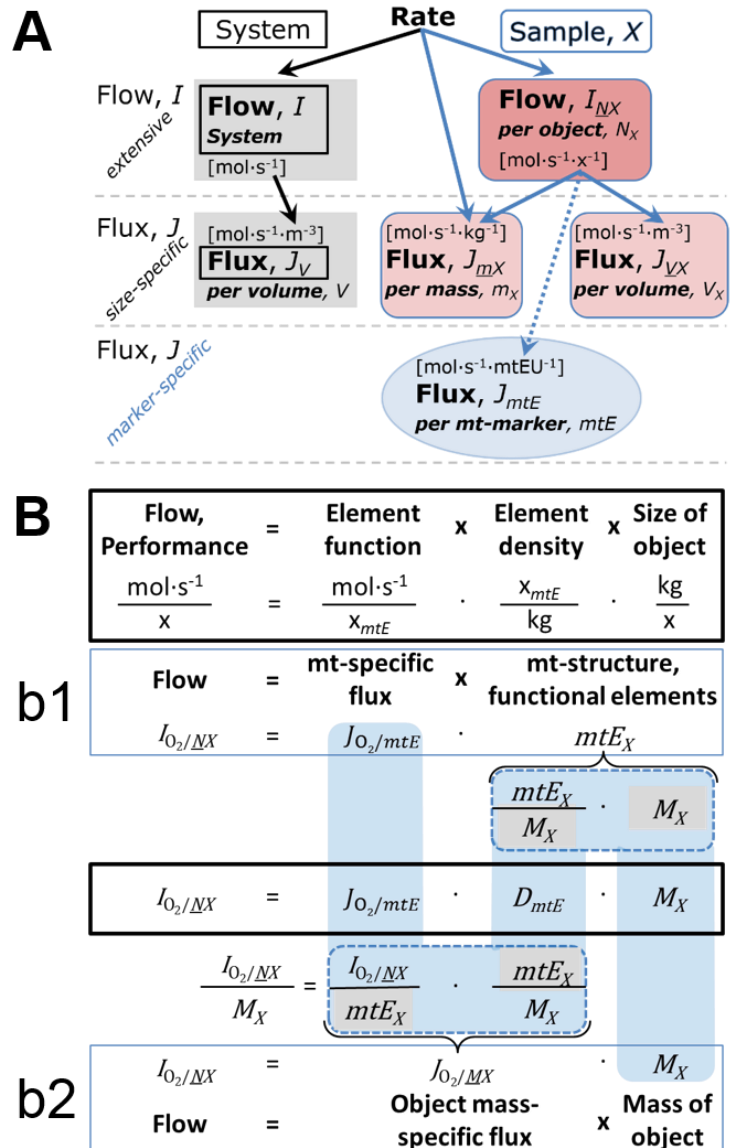 A
System
Rate
Sample, X
Flow, I
extensive
Flow, I
System
[mol·s⁻¹]
Flow, I_NX
per object, N_X
[mol·s⁻¹·x⁻¹]
Flux, J
size-specific
[mol·s⁻¹·m⁻³]
Flux, J_V
per volume, V
[mol·s⁻¹·kg⁻¹]
Flux, J_mX
per mass, m_X
[mol·s⁻¹·m⁻³]
Flux, J_VX
per volume, V_X
Flux, J
marker-specific
[mol·s⁻¹·mtEU⁻¹]
Flux, J_mtE
per mt-marker, mtE
B
Flow, Performance = Element function x Element density x Size of object
mol·s⁻¹/x = mol·s⁻¹/x_mtE · x_mtE/kg · kg/x
b1
Flow = mt-specific flux x mt-structure, functional elements
I_O₂/NX = J_O₂/mtE · mtE_X
mtE_X/M_X · M_X
I_O₂/NX = J_O₂/mtE · D_mtE · M_X
I_O₂/NX/M_X = I_O₂/NX/mtE_X · mtE_X/M_X
b2
I_O₂/NX = J_O₂/MX · M_X
Flow = Object mass-specific flux x Mass of object